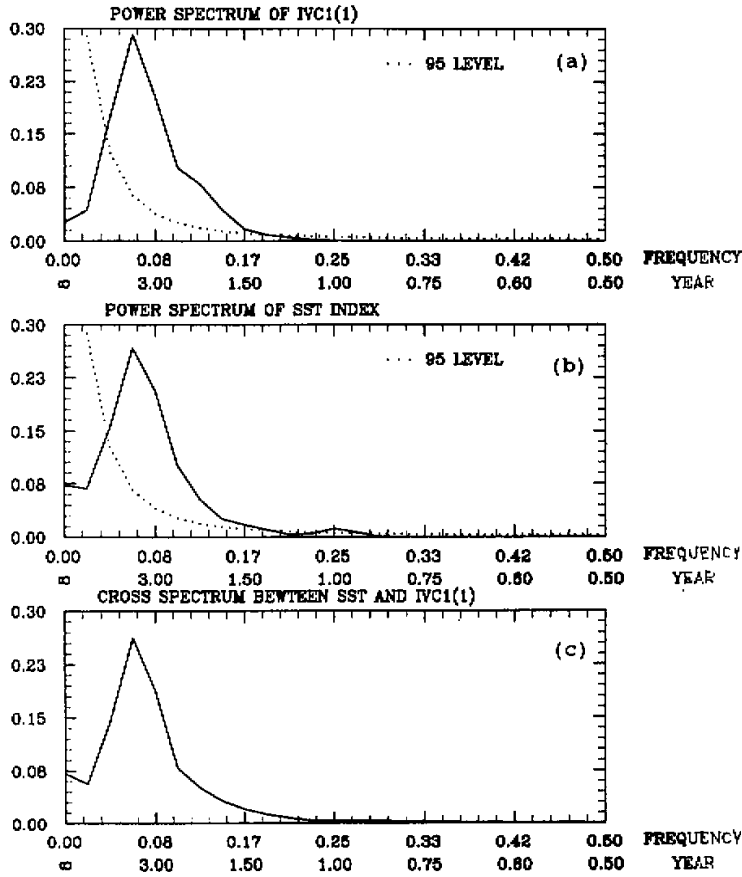 POWER SPECTRUM OF IVC1(1)
0.30
0.23
0.15
0.08
0.00
95 LEVEL
(a)
0.00 0.08 0.17 0.25 0.33 0.42 0.50 FREQUENCY
∞ 3.00 1.50 1.00 0.75 0.60 0.50 YEAR
POWER SPECTRUM OF SST INDEX
0.30
0.23
0.15
0.08
0.00
95 LEVEL
(b)
0.00 0.08 0.17 0.25 0.33 0.42 0.50 FREQUENCY
∞ 3.00 1.50 1.00 0.75 0.60 0.50 YEAR
CROSS SPECTRUM BEWTEEN SST AND IVC1(1)
0.30
0.23
0.15
0.08
0.00
(c)
0.00 0.08 0.17 0.25 0.33 0.42 0.50 FREQUENCY
∞ 3.00 1.50 1.00 0.75 0.60 0.50 YEAR